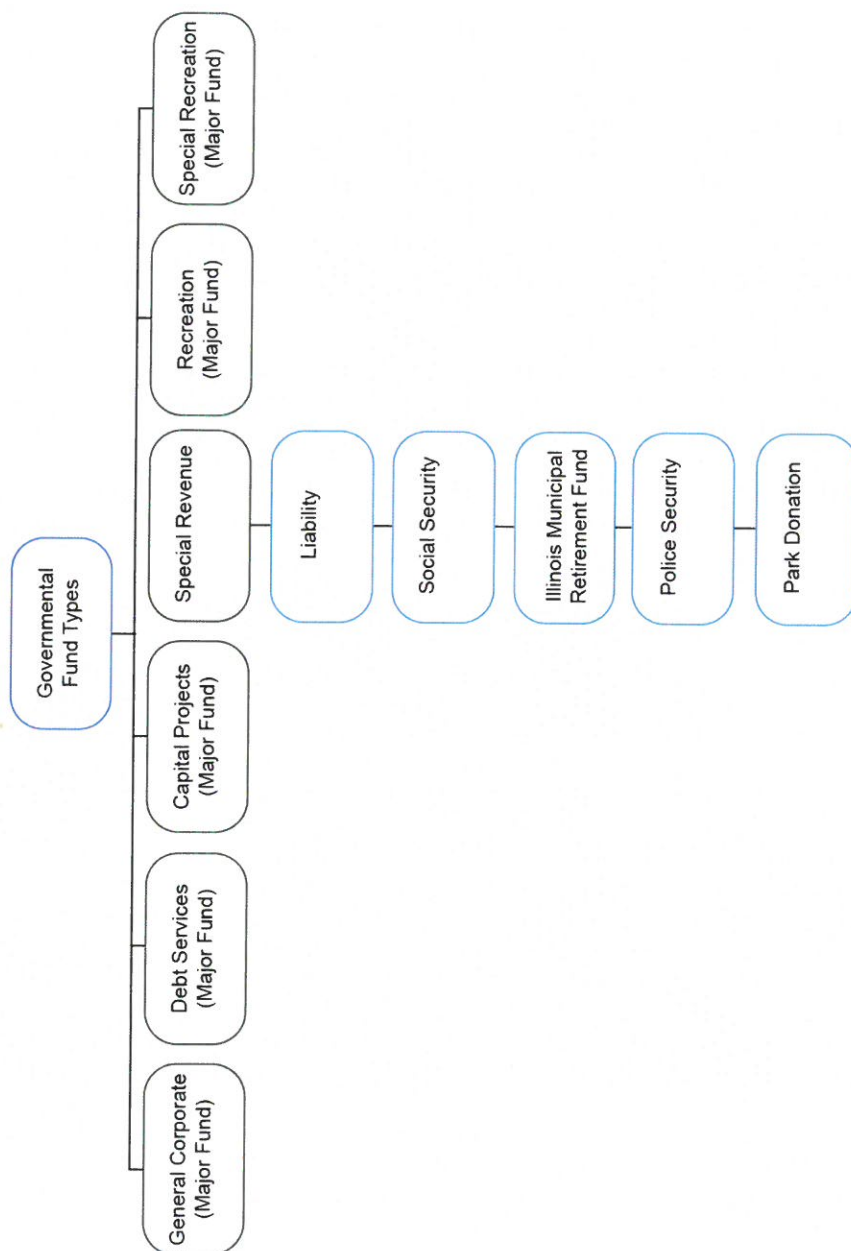 Governmental
Fund Types
General Corporate
(Major Fund)
Debt Services
(Major Fund)
Capital Projects
(Major Fund)
Special Revenue
Recreation
(Major Fund)
Special Recreation
(Major Fund)
Liability
Social Security
Illinois Municipal
Retirement Fund
Police Security
Park Donation